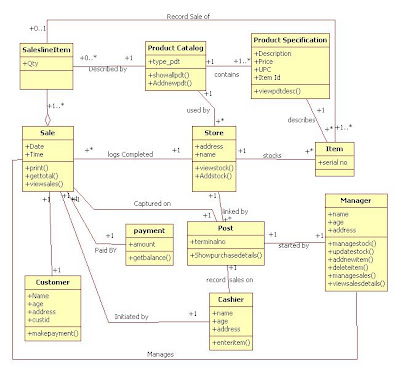 Record Sale of
+0..1
SaleslineItem
+Qty
+0..*
Described by
+1
Product Catalog
+type_pdt
+showallpdt()
+Addnewpdt()
+1
contains
+1..*
Product Specification
+Description
+Price
+UPC
+Item Id
+viewpdtdesc()
+1
used by
+1
+1
describes
+*
+1..*
+1..*
Sale
+Date
+Time
+print()
+gettotal()
+viewsales()
+*
logs Completed
+1
Store
+address
+name
+viewstock()
+Addstock()
+1
stocks
+*
Item
+serial no
Captured on
+1
+1
linked by
+*
+1
+1
+1
+1
Paid BY
+1
payment
+amount
+getbalance()
Post
+terminalno
+Showpurchasedetails()
+1
started by
+1
Manager
+name
+age
+address
+managestock()
+updatestock()
+addnewitem()
+deleteitem()
+managesales()
+viewsalesdetails()
+1
record sales on
+1
+1
Customer
+Name
+age
+address
+custid
+makepayment()
Initiated by
+1
Cashier
+name
+age
+address
+enteritem()
Manages